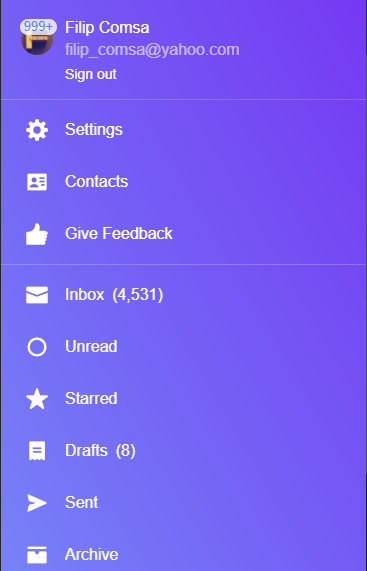 999+
Filip Comsa
filip_comsa@yahoo.com
Sign out
Settings
Contacts
Give Feedback
Inbox (4,531)
Unread
Starred
Drafts (8)
Sent
Archive